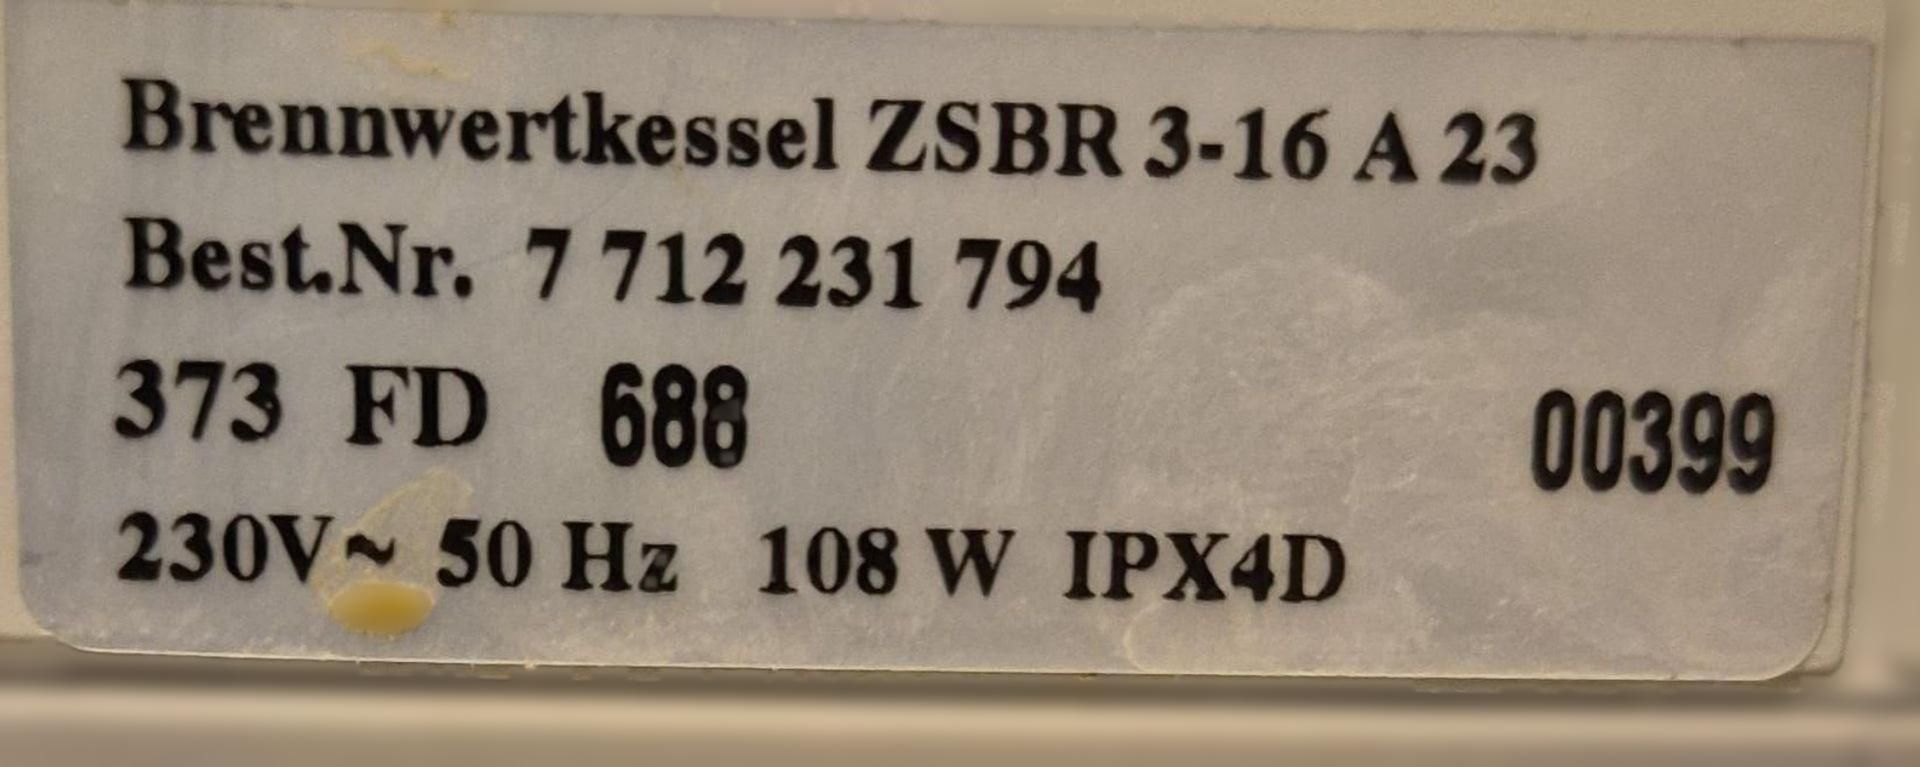 Brennwertkessel ZSBR 3-16 A 23
Best.Nr. 7 712 231 794
373 FD 688 00399
230V~ 50 Hz 108 W IPX4D